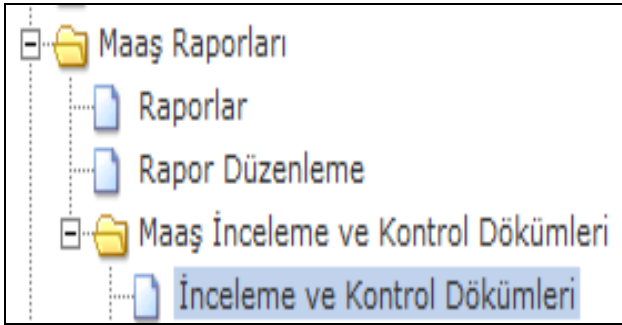 Maaş Raporları
Raporlar
Rapor Düzenleme
Maaş İnceleme ve Kontrol Dökümleri
İnceleme ve Kontrol Dökümleri